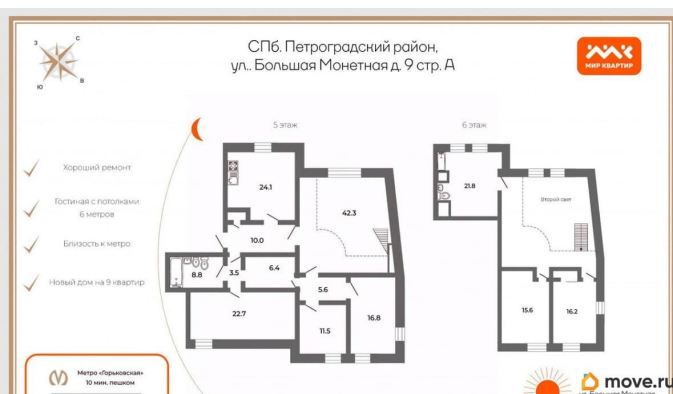 З
С
Ю
В
СПб. Петроградский район,
ул.. Большая Монетная д. 9 стр. А
МИР КВАРТИР
5 этаж
6 этаж
Хороший ремонт
Гостиная с потолками
6 метров
Близость к метро
Новый дом на 9 квартир
24.1
42.3
10.0
8.8
3.5
6.4
5.6
22.7
11.5
16.8
21.8
Второй свет
15.6
16.2
Метро «Горьковская»
10 мин. пешком
move.ru
ул. Большая Монетная